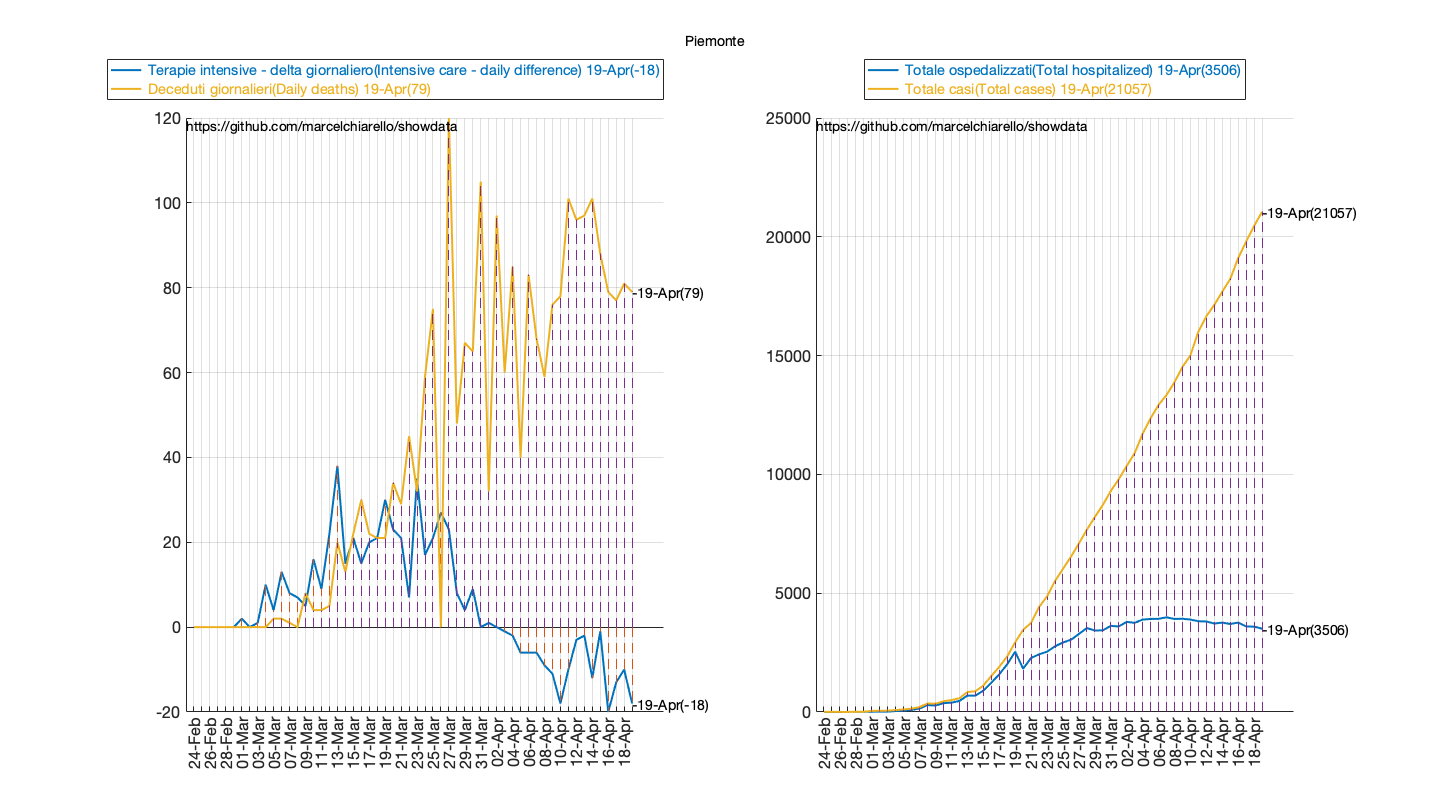 Piemonte
Terapie intensive - delta giornaliero(Intensive care - daily difference) 19-Apr(-18)
Deceduti giornalieri(Daily deaths) 19-Apr(79)
https://github.com/marcelchiarello/showdata
120
100
80
60
40
20
0
-20
-19-Apr(79)
-19-Apr(-18)
24-Feb
26-Feb
28-Feb
01-Mar
03-Mar
05-Mar
07-Mar
09-Mar
11-Mar
13-Mar
15-Mar
17-Mar
19-Mar
21-Mar
23-Mar
25-Mar
27-Mar
29-Mar
31-Mar
02-Apr
04-Apr
06-Apr
08-Apr
10-Apr
12-Apr
14-Apr
16-Apr
18-Apr
Totale ospedalizzati(Total hospitalized) 19-Apr(3506)
Totale casi(Total cases) 19-Apr(21057)
https://github.com/marcelchiarello/showdata
25000
20000
15000
10000
5000
0
-19-Apr(21057)
-19-Apr(3506)
24-Feb
26-Feb
28-Feb
01-Mar
03-Mar
05-Mar
07-Mar
09-Mar
11-Mar
13-Mar
15-Mar
17-Mar
19-Mar
21-Mar
23-Mar
25-Mar
27-Mar
29-Mar
31-Mar
02-Apr
04-Apr
06-Apr
08-Apr
10-Apr
12-Apr
14-Apr
16-Apr
18-Apr